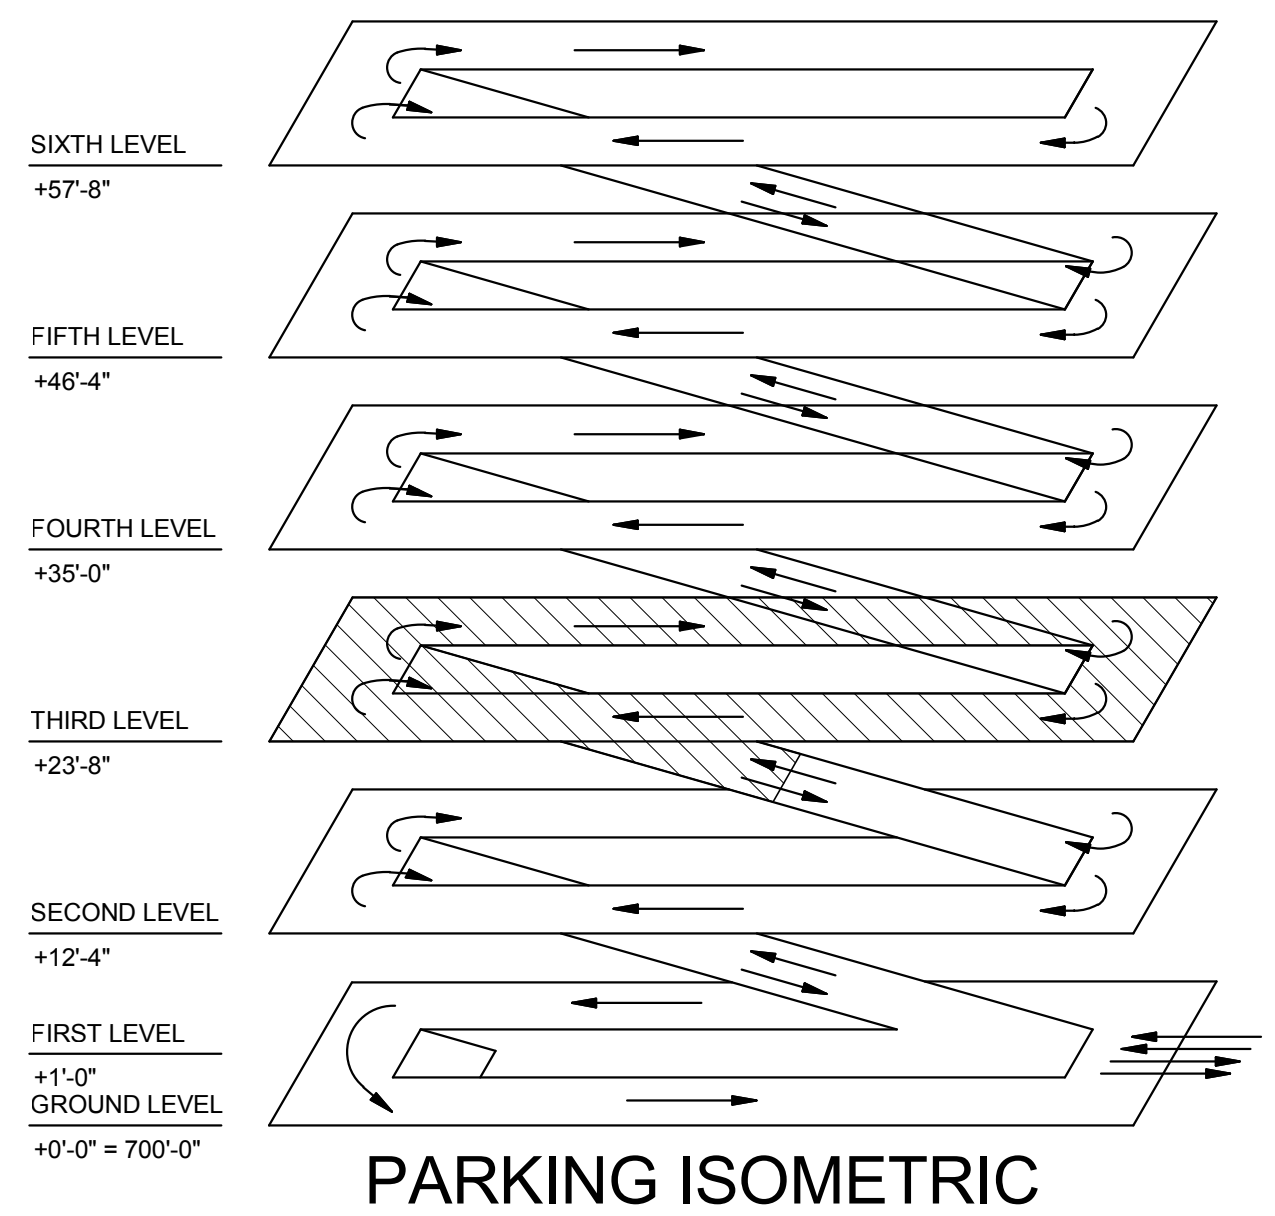 SIXTH LEVEL
+57'-8"
FIFTH LEVEL
+46'-4"
FOURTH LEVEL
+35'-0"
THIRD LEVEL
+23'-8"
SECOND LEVEL
+12'-4"
FIRST LEVEL
+1'-0"
GROUND LEVEL
+0'-0" = 700'-0"
PARKING ISOMETRIC